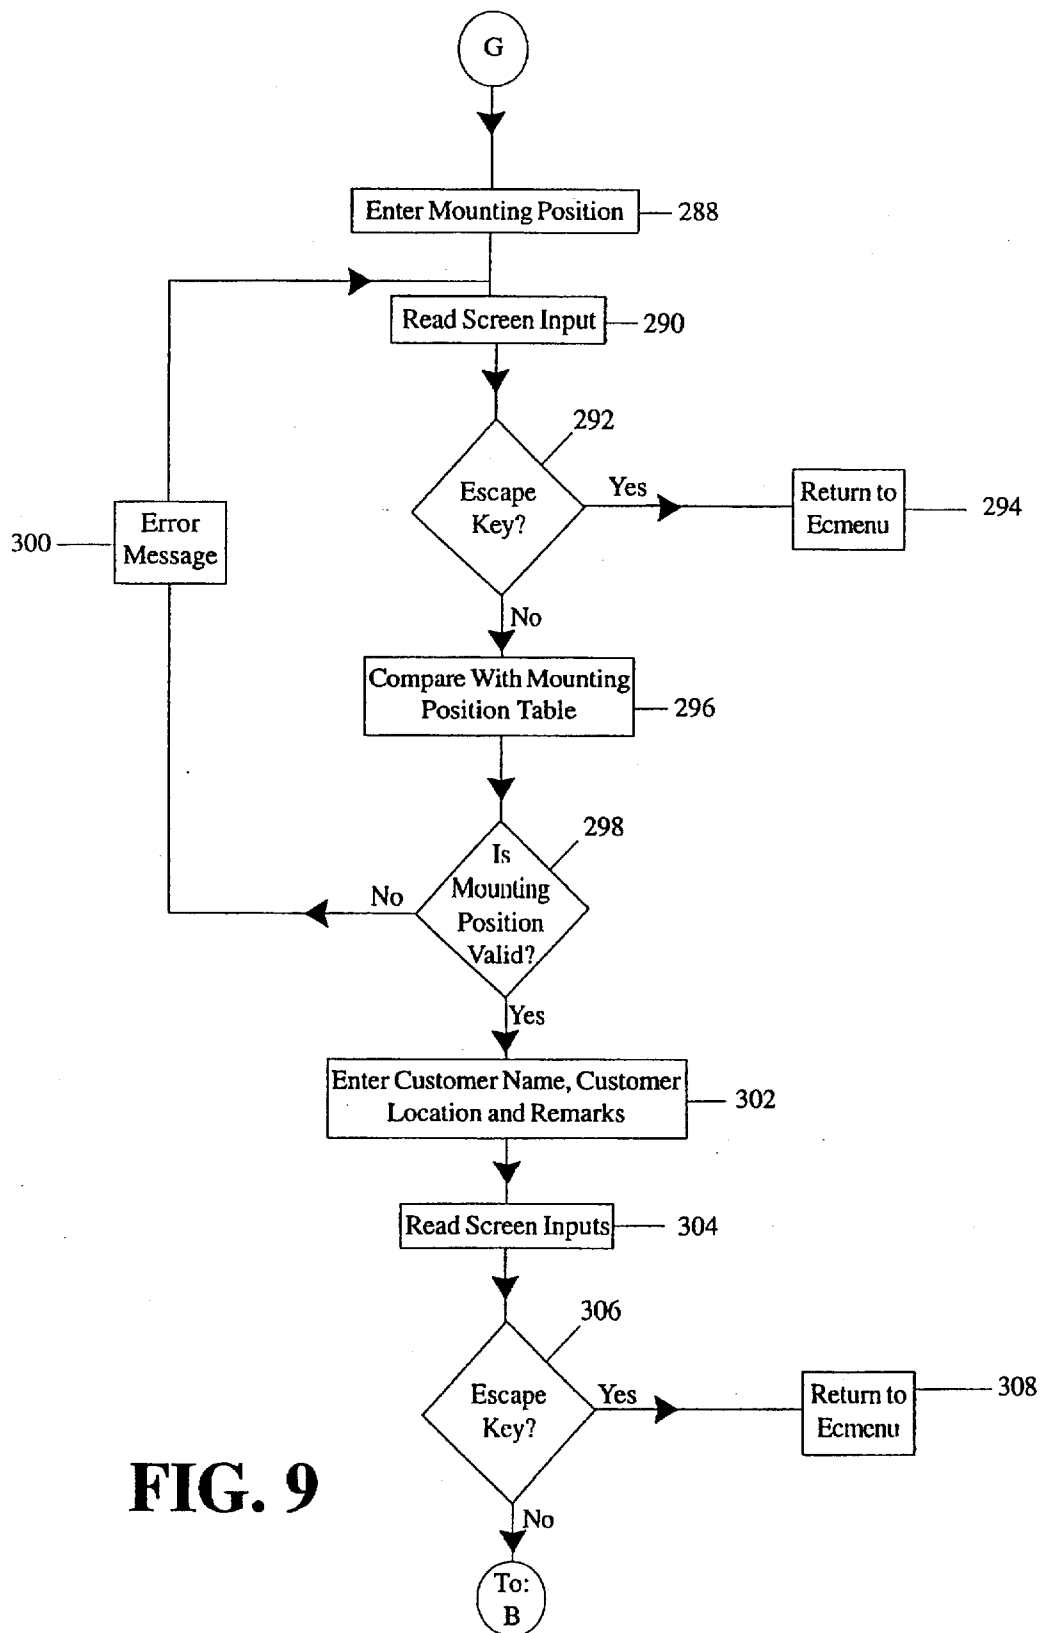 G
Enter Mounting Position
288
Read Screen Input
290
292
Escape
Key?
Yes
Return to
Ecmenu
294
Error
Message
300
No
Compare With Mounting
Position Table
296
298
Is
Mounting
Position
Valid?
No
Yes
Enter Customer Name, Customer
Location and Remarks
302
Read Screen Inputs
304
306
Escape
Key?
Yes
Return to
Ecmenu
308
FIG. 9
No
To:
B